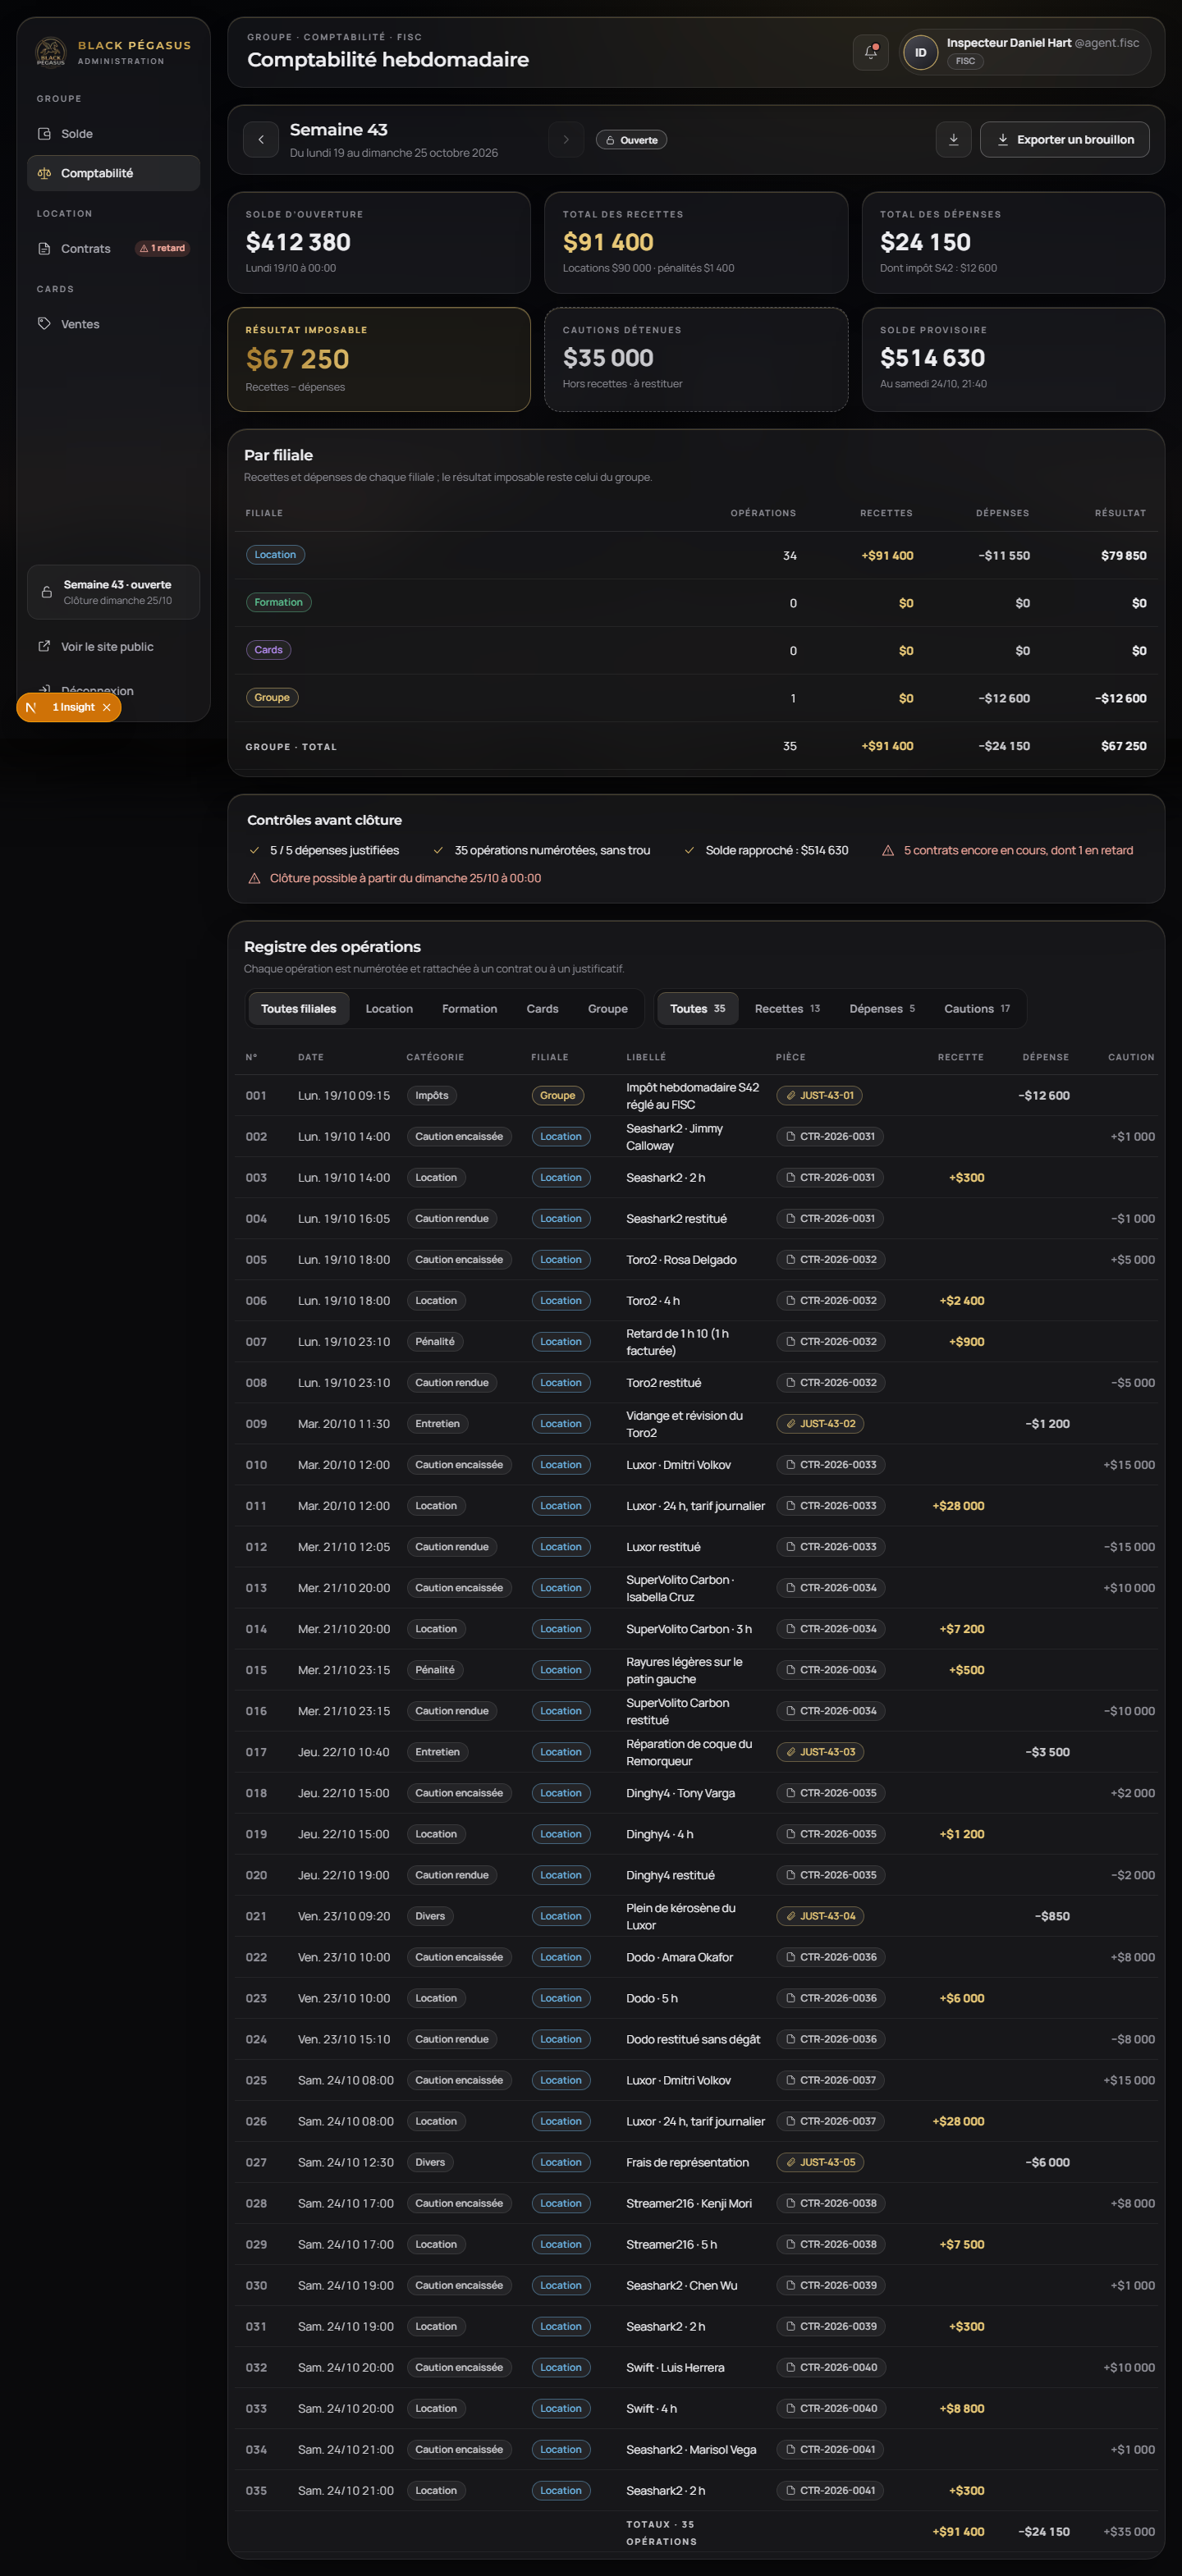 BLACK PÉGASUS
ADMINISTRATION
GROUPE
Solde
Comptabilité
LOCATION
Contrats 1 retard
CARDS
Ventes
Semaine 43 · ouverte
Clôture dimanche 25/10
Voir le site public
Déconnexion
1 Insight
GROUPE · COMPTABILITÉ · FISC
Comptabilité hebdomadaire
ID
Inspecteur Daniel Hart @agent.fisc
FISC
Semaine 43
Du lundi 19 au dimanche 25 octobre 2026
Ouverte
Exporter un brouillon
SOLDE D'OUVERTURE
$412 380
Lundi 19/10 à 00:00
TOTAL DES RECETTES
$91 400
Locations $90 000 · pénalités $1 400
TOTAL DES DÉPENSES
$24 150
Dont impôt S42 : $12 600
RÉSULTAT IMPOSABLE
$67 250
Recettes − dépenses
CAUTIONS DÉTENUES
$35 000
Hors recettes · à restituer
SOLDE PROVISOIRE
$514 630
Au samedi 24/10, 21:40
Par filiale
Recettes et dépenses de chaque filiale ; le résultat imposable reste celui du groupe.
FILIALE OPÉRATIONS RECETTES DÉPENSES RÉSULTAT
Location 34 +$91 400 −$11 550 $79 850
Formation 0 $0 $0 $0
Cards 0 $0 $0 $0
Groupe 1 $0 −$12 600 −$12 600
GROUPE · TOTAL 35 +$91 400 −$24 150 $67 250
Contrôles avant clôture
5 / 5 dépenses justifiées 35 opérations numérotées, sans trou Solde rapproché : $514 630 5 contrats encore en cours, dont 1 en retard
Clôture possible à partir du dimanche 25/10 à 00:00
Registre des opérations
Chaque opération est numérotée et rattachée à un contrat ou à un justificatif.
Toutes filiales Location Formation Cards Groupe Toutes 35 Recettes 13 Dépenses 5 Cautions 17
N° DATE CATÉGORIE FILIALE LIBELLÉ PIÈCE RECETTE DÉPENSE CAUTION
001 Lun. 19/10 09:15 Impôts Groupe Impôt hebdomadaire S42
réglé au FISC JUST-43-01 −$12 600
002 Lun. 19/10 14:00 Caution encaissée Location Seashark2 · Jimmy
Calloway CTR-2026-0031 +$1 000
003 Lun. 19/10 14:00 Location Location Seashark2 · 2 h CTR-2026-0031 +$300
004 Lun. 19/10 16:05 Caution rendue Location Seashark2 restitué CTR-2026-0031 −$1 000
005 Lun. 19/10 18:00 Caution encaissée Location Toro2 · Rosa Delgado CTR-2026-0032 +$5 000
006 Lun. 19/10 18:00 Location Location Toro2 · 4 h CTR-2026-0032 +$2 400
007 Lun. 19/10 23:10 Pénalité Location Retard de 1 h 10 (1 h
facturée) CTR-2026-0032 +$900
008 Lun. 19/10 23:10 Caution rendue Location Toro2 restitué CTR-2026-0032 −$5 000
009 Mar. 20/10 11:30 Entretien Location Vidange et révision du
Toro2 JUST-43-02 −$1 200
010 Mar. 20/10 12:00 Caution encaissée Location Luxor · Dmitri Volkov CTR-2026-0033 +$15 000
011 Mar. 20/10 12:00 Location Location Luxor · 24 h, tarif journalier CTR-2026-0033 +$28 000
012 Mer. 21/10 12:05 Caution rendue Location Luxor restitué CTR-2026-0033 −$15 000
013 Mer. 21/10 20:00 Caution encaissée Location SuperVolito Carbon ·
Isabella Cruz CTR-2026-0034 +$10 000
014 Mer. 21/10 20:00 Location Location SuperVolito Carbon · 3 h CTR-2026-0034 +$7 200
015 Mer. 21/10 23:15 Pénalité Location Rayures légères sur le
patin gauche CTR-2026-0034 +$500
016 Mer. 21/10 23:15 Caution rendue Location SuperVolito Carbon
restitué CTR-2026-0034 −$10 000
017 Jeu. 22/10 10:40 Entretien Location Réparation de coque du
Remorqueur JUST-43-03 −$3 500
018 Jeu. 22/10 15:00 Caution encaissée Location Dinghy4 · Tony Varga CTR-2026-0035 +$2 000
019 Jeu. 22/10 15:00 Location Location Dinghy4 · 4 h CTR-2026-0035 +$1 200
020 Jeu. 22/10 19:00 Caution rendue Location Dinghy4 restitué CTR-2026-0035 −$2 000
021 Ven. 23/10 09:20 Divers Location Plein de kérosène du
Luxor JUST-43-04 −$850
022 Ven. 23/10 10:00 Caution encaissée Location Dodo · Amara Okafor CTR-2026-0036 +$8 000
023 Ven. 23/10 10:00 Location Location Dodo · 5 h CTR-2026-0036 +$6 000
024 Ven. 23/10 15:10 Caution rendue Location Dodo restitué sans dégât CTR-2026-0036 −$8 000
025 Sam. 24/10 08:00 Caution encaissée Location Luxor · Dmitri Volkov CTR-2026-0037 +$15 000
026 Sam. 24/10 08:00 Location Location Luxor · 24 h, tarif journalier CTR-2026-0037 +$28 000
027 Sam. 24/10 12:30 Divers Location Frais de représentation JUST-43-05 −$6 000
028 Sam. 24/10 17:00 Caution encaissée Location Streamer216 · Kenji Mori CTR-2026-0038 +$8 000
029 Sam. 24/10 17:00 Location Location Streamer216 · 5 h CTR-2026-0038 +$7 500
030 Sam. 24/10 19:00 Caution encaissée Location Seashark2 · Chen Wu CTR-2026-0039 +$1 000
031 Sam. 24/10 19:00 Location Location Seashark2 · 2 h CTR-2026-0039 +$300
032 Sam. 24/10 20:00 Caution encaissée Location Swift · Luis Herrera CTR-2026-0040 +$10 000
033 Sam. 24/10 20:00 Location Location Swift · 4 h CTR-2026-0040 +$8 800
034 Sam. 24/10 21:00 Caution encaissée Location Seashark2 · Marisol Vega CTR-2026-0041 +$1 000
035 Sam. 24/10 21:00 Location Location Seashark2 · 2 h CTR-2026-0041 +$300
TOTAUX · 35
OPÉRATIONS +$91 400 −$24 150 +$35 000